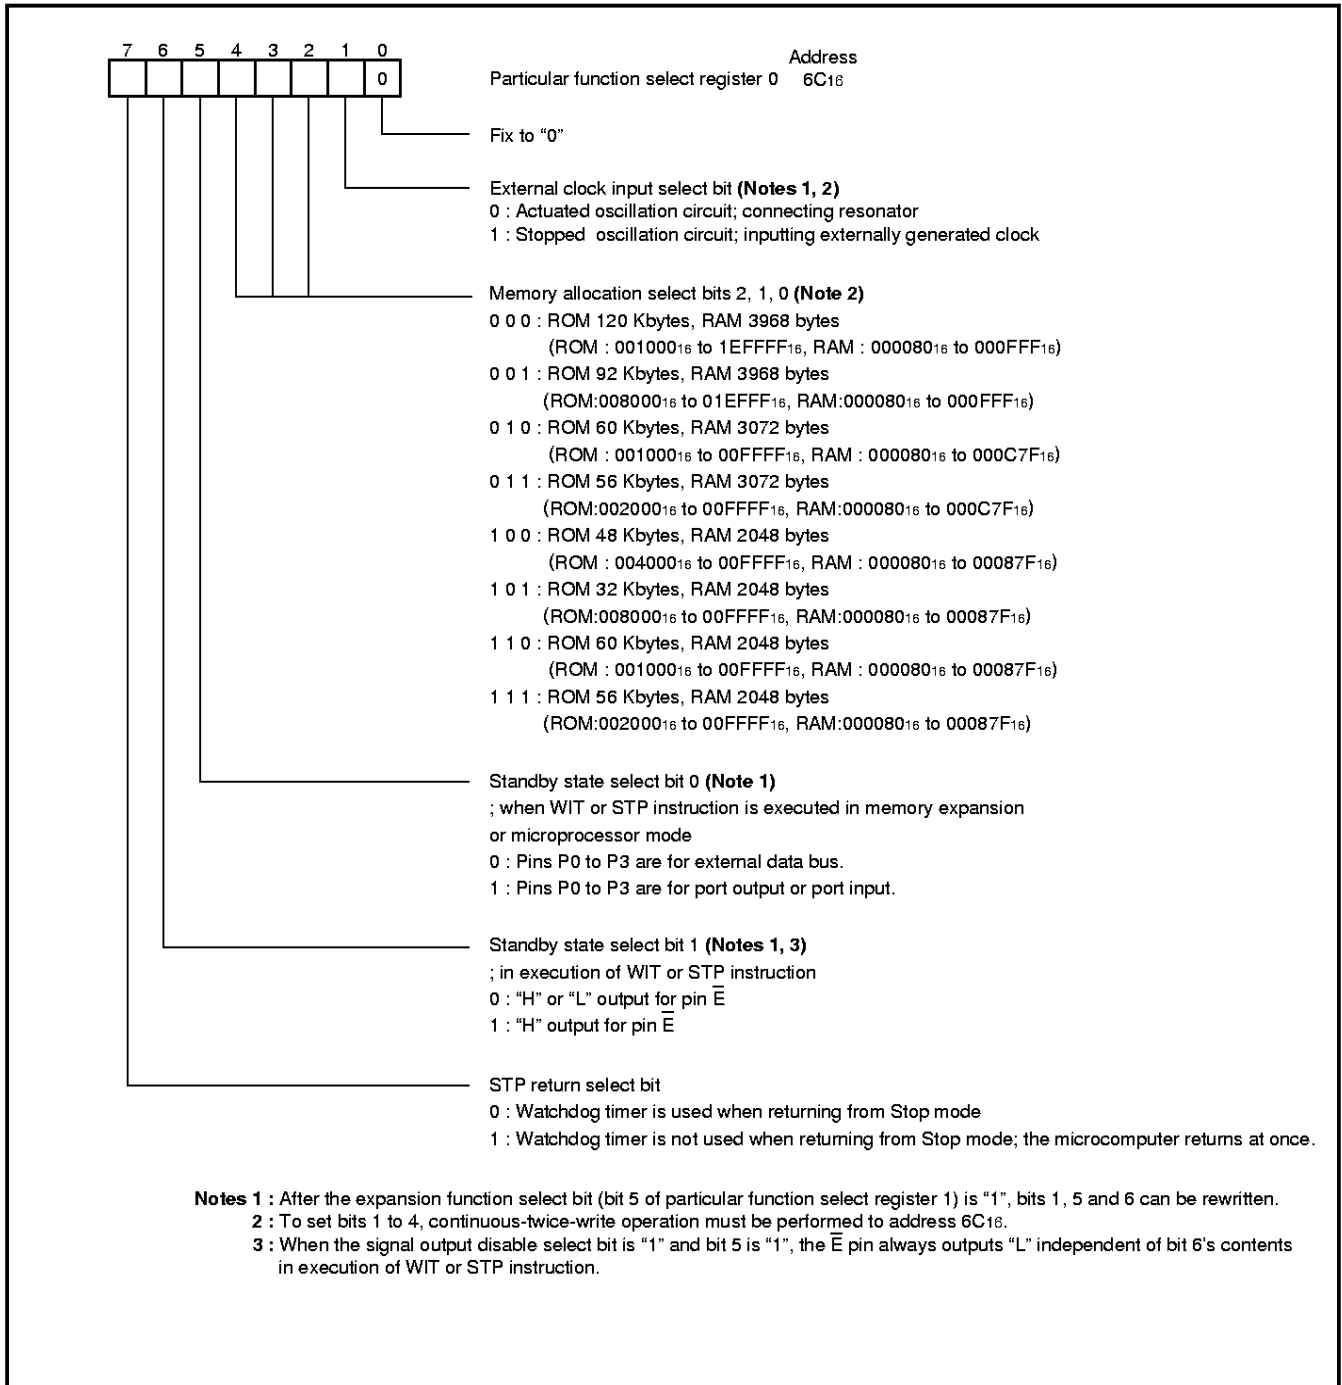 7 6 5 4 3 2 1 0
0
Address
Particular function select register 0 6C16
Fix to “0”
External clock input select bit (Notes 1, 2)
0 : Actuated oscillation circuit; connecting resonator
1 : Stopped oscillation circuit; inputting externally generated clock
Memory allocation select bits 2, 1, 0 (Note 2)
0 0 0 : ROM 120 Kbytes, RAM 3968 bytes
(ROM : 00100016 to 1EFFFF16, RAM : 00008016 to 000FFF16)
0 0 1 : ROM 92 Kbytes, RAM 3968 bytes
(ROM:00800016 to 01EFFF16, RAM:00008016 to 000FFF16)
0 1 0 : ROM 60 Kbytes, RAM 3072 bytes
(ROM : 00100016 to 00FFFF16, RAM : 00008016 to 000C7F16)
0 1 1 : ROM 56 Kbytes, RAM 3072 bytes
(ROM:00200016 to 00FFFF16, RAM:00008016 to 000C7F16)
1 0 0 : ROM 48 Kbytes, RAM 2048 bytes
(ROM : 00400016 to 00FFFF16, RAM : 00008016 to 00087F16)
1 0 1 : ROM 32 Kbytes, RAM 2048 bytes
(ROM:00800016 to 00FFFF16, RAM:00008016 to 00087F16)
1 1 0 : ROM 60 Kbytes, RAM 2048 bytes
(ROM : 00100016 to 00FFFF16, RAM : 00008016 to 00087F16)
1 1 1 : ROM 56 Kbytes, RAM 2048 bytes
(ROM:00200016 to 00FFFF16, RAM:00008016 to 00087F16)
Standby state select bit 0 (Note 1)
; when WIT or STP instruction is executed in memory expansion
or microprocessor mode
0 : Pins P0 to P3 are for external data bus.
1 : Pins P0 to P3 are for port output or port input.
Standby state select bit 1 (Notes 1, 3)
; in execution of WIT or STP instruction
0 : “H” or “L” output for pin E̅
1 : “H” output for pin E̅
STP return select bit
0 : Watchdog timer is used when returning from Stop mode
1 : Watchdog timer is not used when returning from Stop mode; the microcomputer returns at once.
Notes 1 : After the expansion function select bit (bit 5 of particular function select register 1) is “1”, bits 1, 5 and 6 can be rewritten.
2 : To set bits 1 to 4, continuous-twice-write operation must be performed to address 6C16.
3 : When the signal output disable select bit is “1” and bit 5 is “1”, the E̅ pin always outputs “L” independent of bit 6’s contents
in execution of WIT or STP instruction.